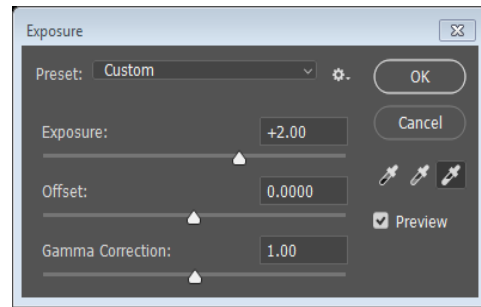 Exposure
Preset: Custom
OK
Cancel
Exposure: +2.00
Offset: 0.0000
Preview
Gamma Correction: 1.00